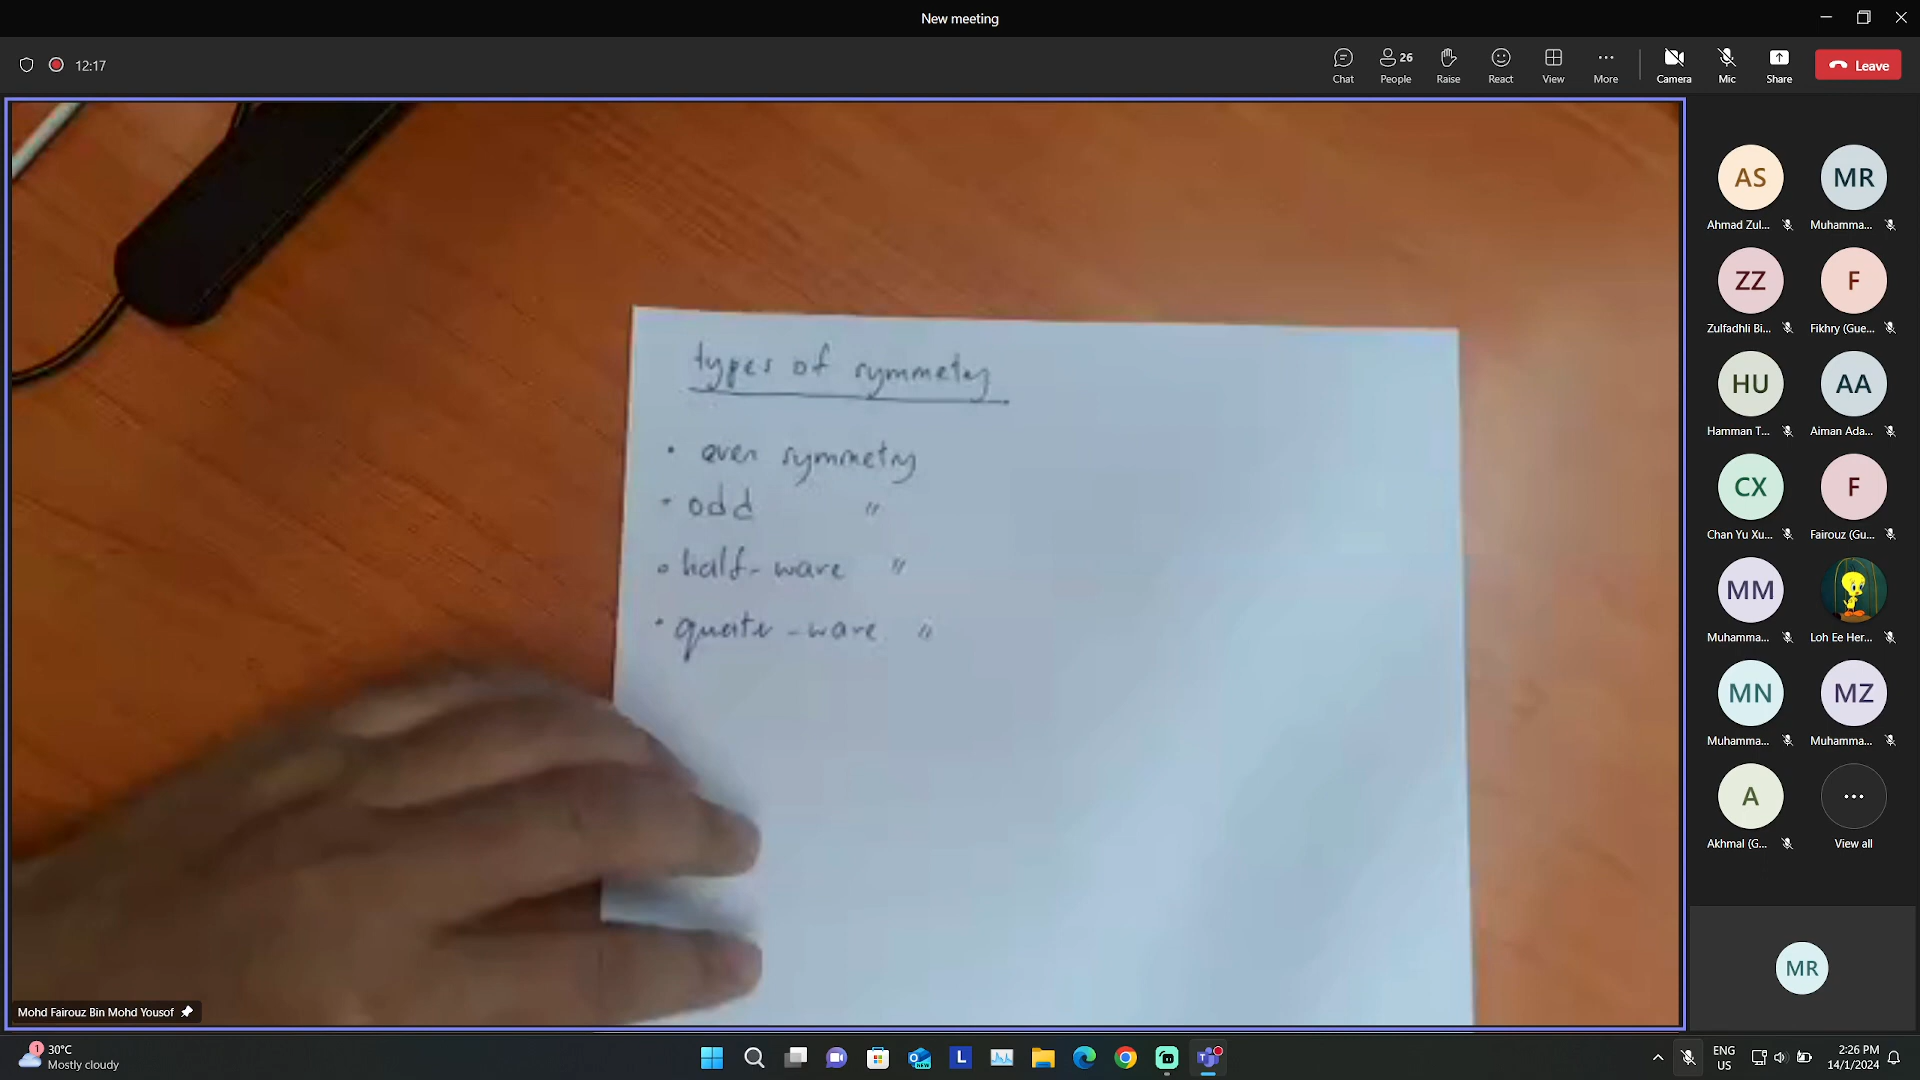 New meeting
12:17
Chat
26
People
Raise
React
View
More
Camera
Mic
Share
Leave
types of symmetry
• even symmetry
• odd "
• half-wave "
• quater-wave "
Mohd Fairouz Bin Mohd Yousof
AS
Ahmad Zul...
MR
Muhamma...
ZZ
Zulfadhli Bi...
F
Fikhry (Gue...
HU
Hamman T...
AA
Aiman Ada...
CX
Chan Yu Xu...
F
Fairouz (Gu...
MM
Muhamma...
Loh Ee Her...
MN
Muhamma...
MZ
Muhamma...
A
Akhmal (G...
...
View all
MR
1
30°C
Mostly cloudy
NEW
L
ENG
US
2:26 PM
14/1/2024